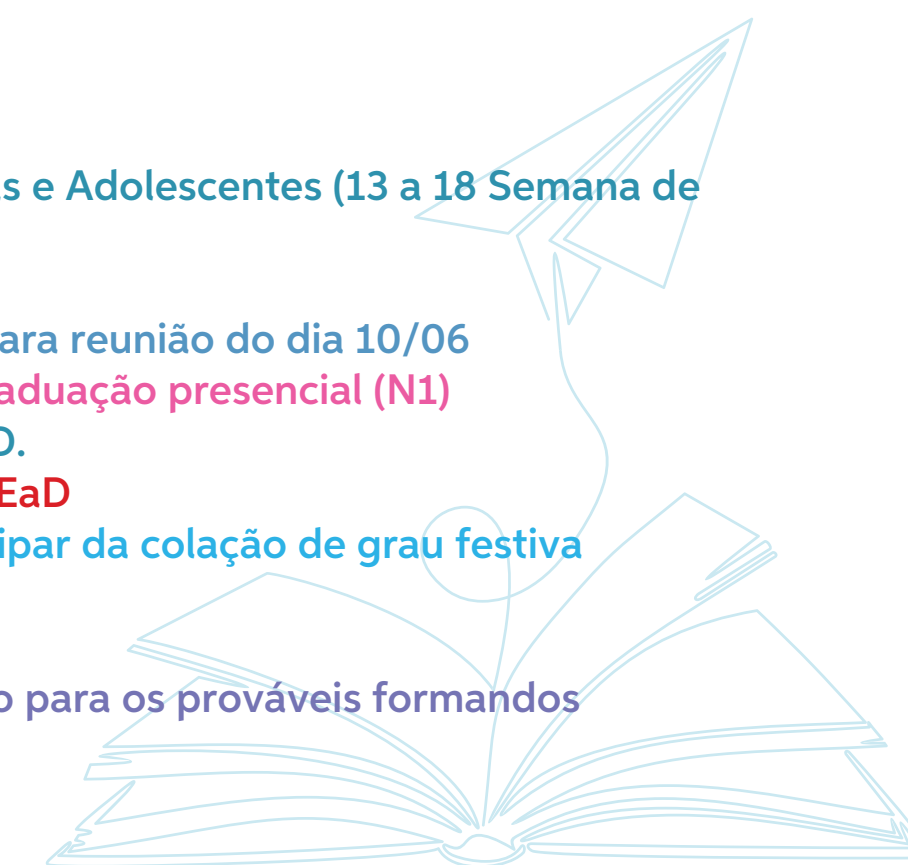 s e Adolescentes (13 a 18 Semana de
ara reunião do dia 10/06
aduação presencial (N1)
D.
EaD
ipar da colação de grau festiva
o para os prováveis formandos